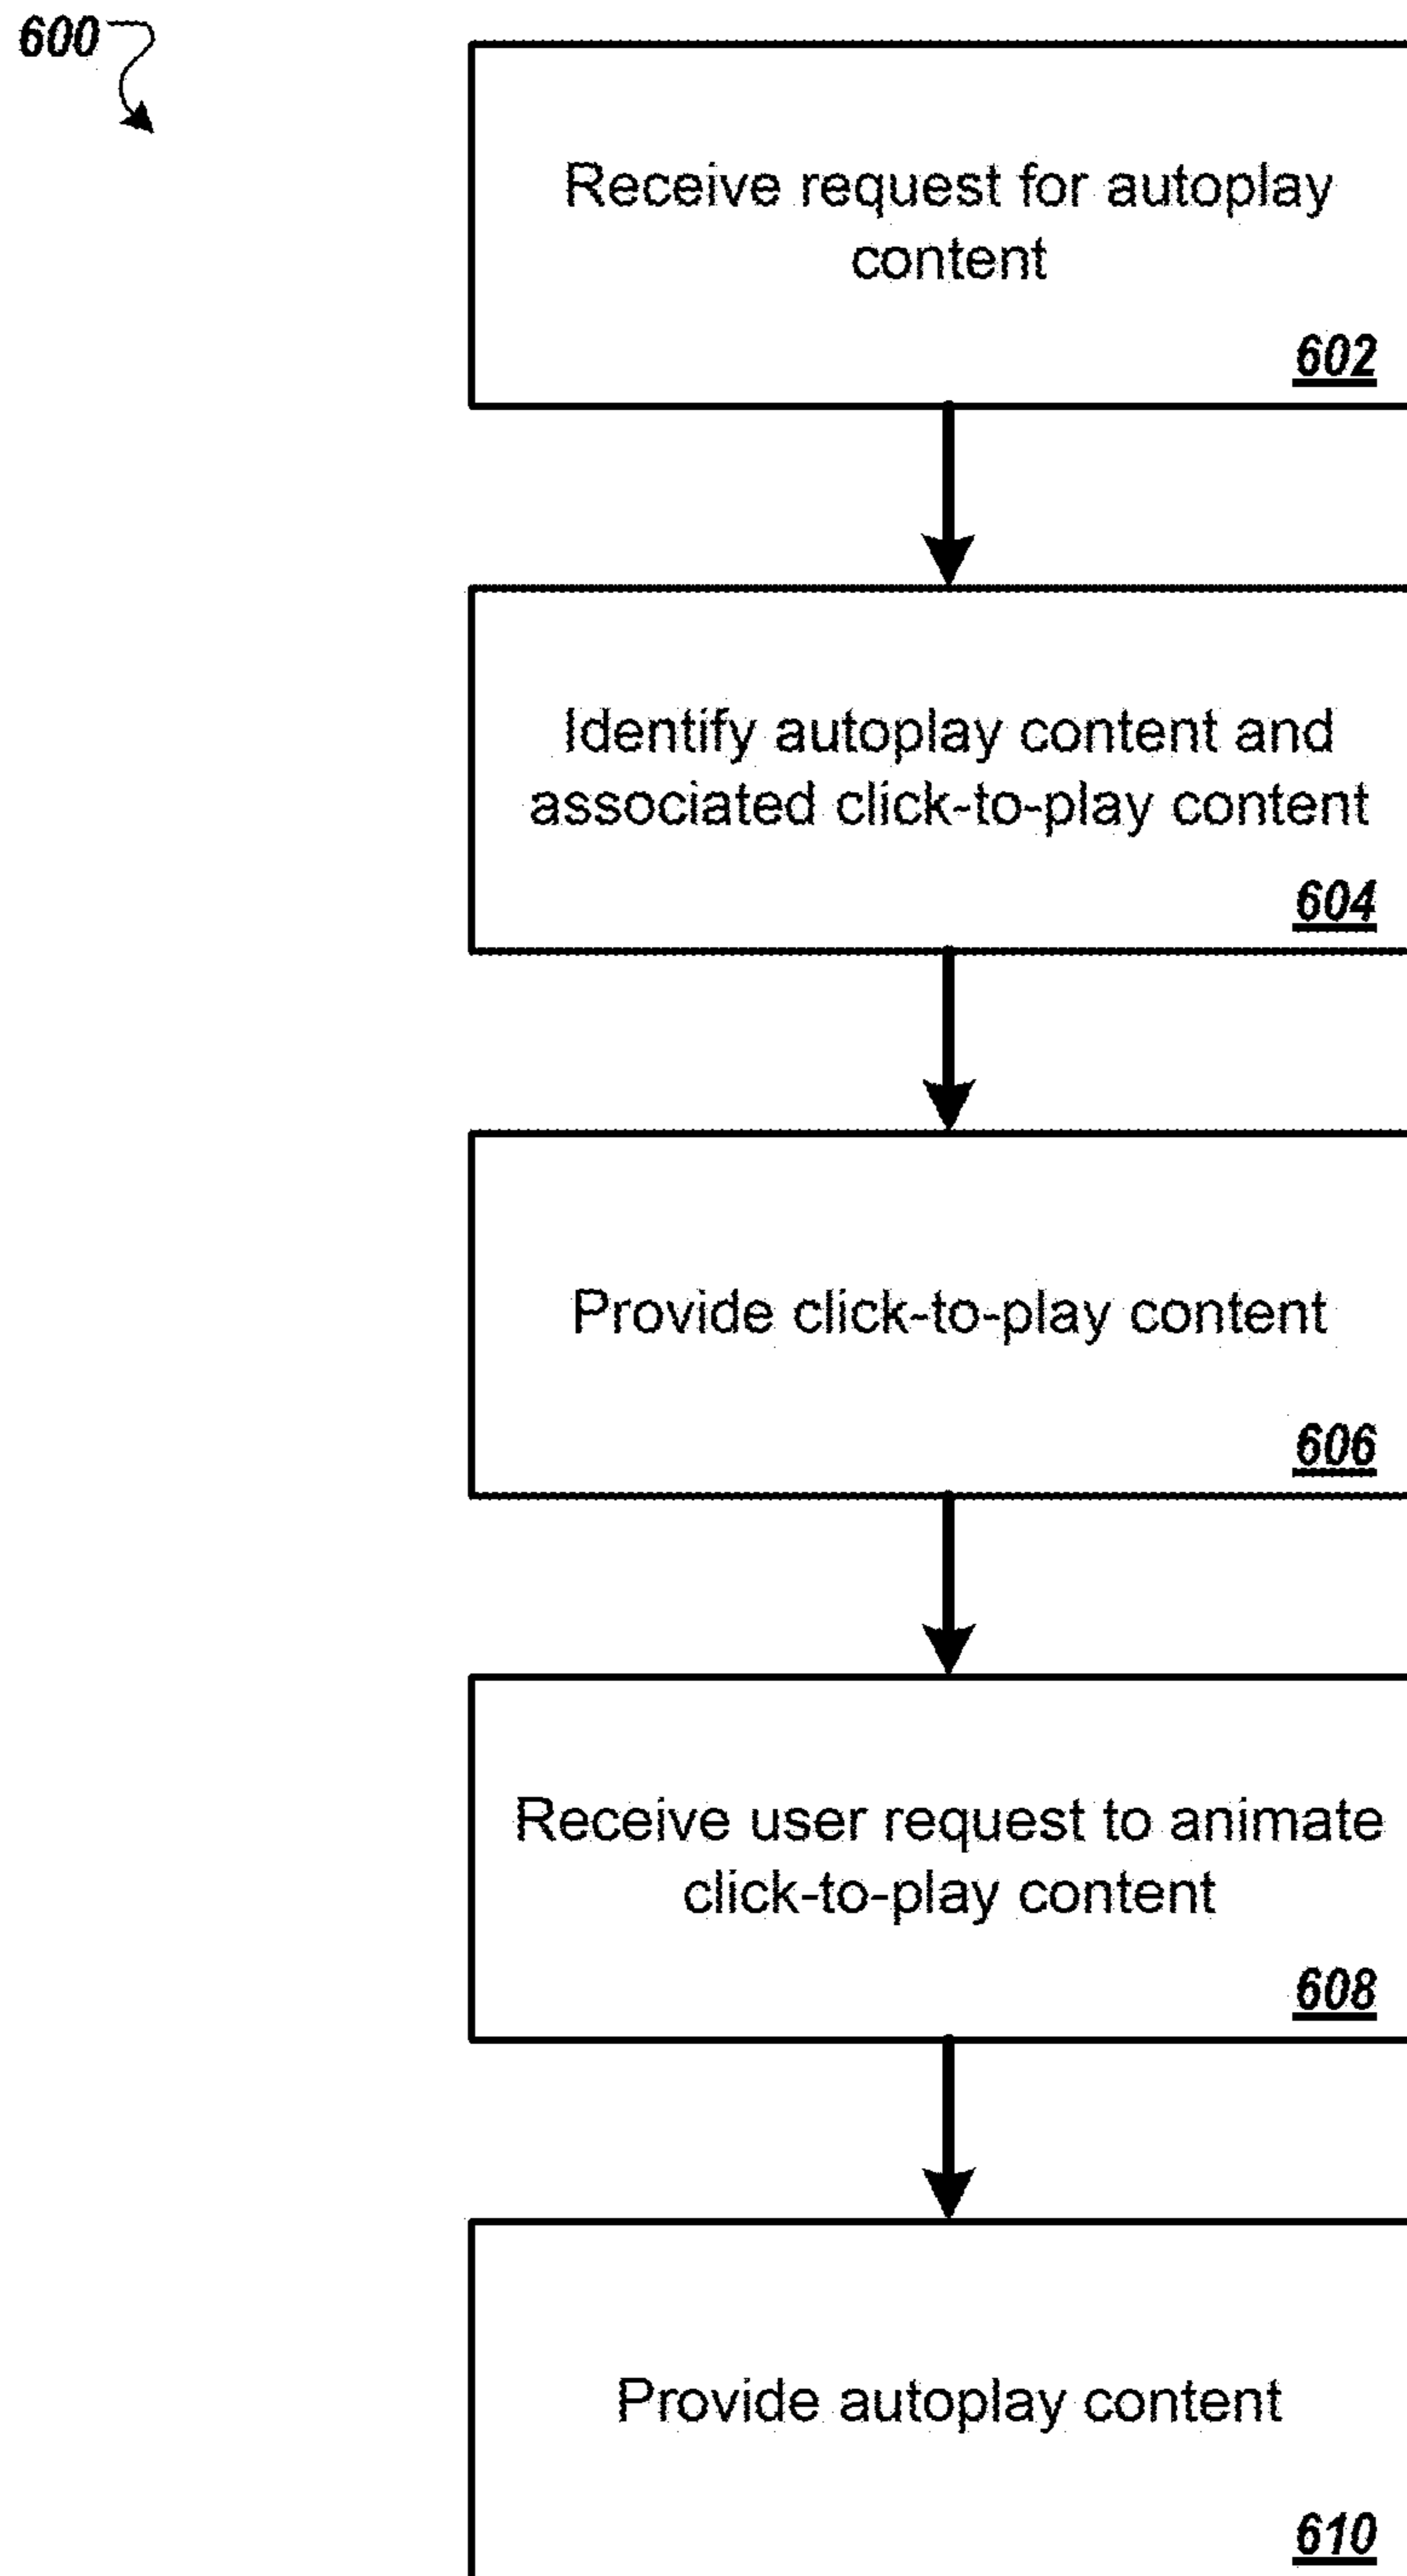 600
Receive request for autoplay
content
602
Identify autoplay content and
associated click-to-play content
604
Provide click-to-play content
606
Receive user request to animate
click-to-play content
608
Provide autoplay content
610